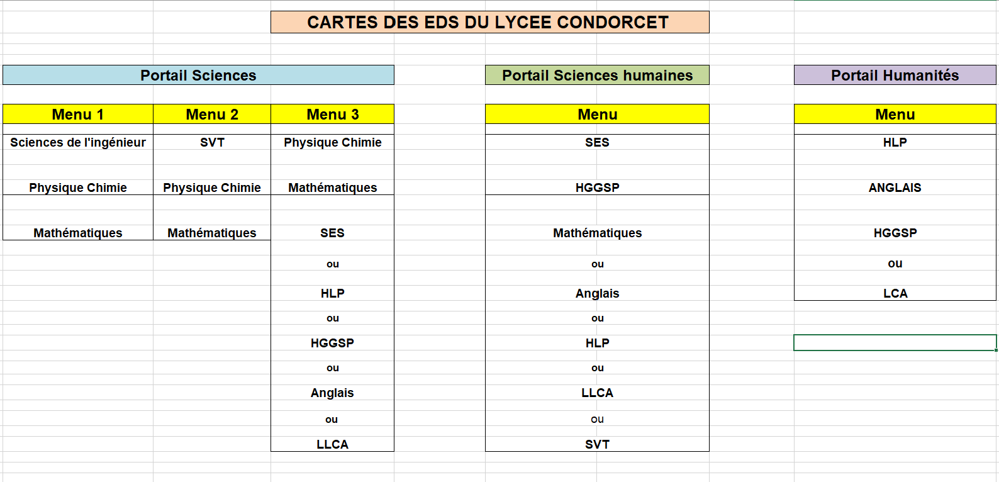 CARTES DES EDS DU LYCEE CONDORCET
Portail Sciences
Portail Sciences humaines
Portail Humanités
Menu 1
Menu 2
Menu 3
Menu
Menu
Sciences de l'ingénieur
SVT
Physique Chimie
SES
HLP
Physique Chimie
Physique Chimie
Mathématiques
HGGSP
ANGLAIS
Mathématiques
Mathématiques
SES
Mathématiques
HGGSP
ou
ou
ou
HLP
Anglais
LCA
ou
ou
HGGSP
HLP
ou
ou
Anglais
LLCA
ou
ou
LLCA
SVT